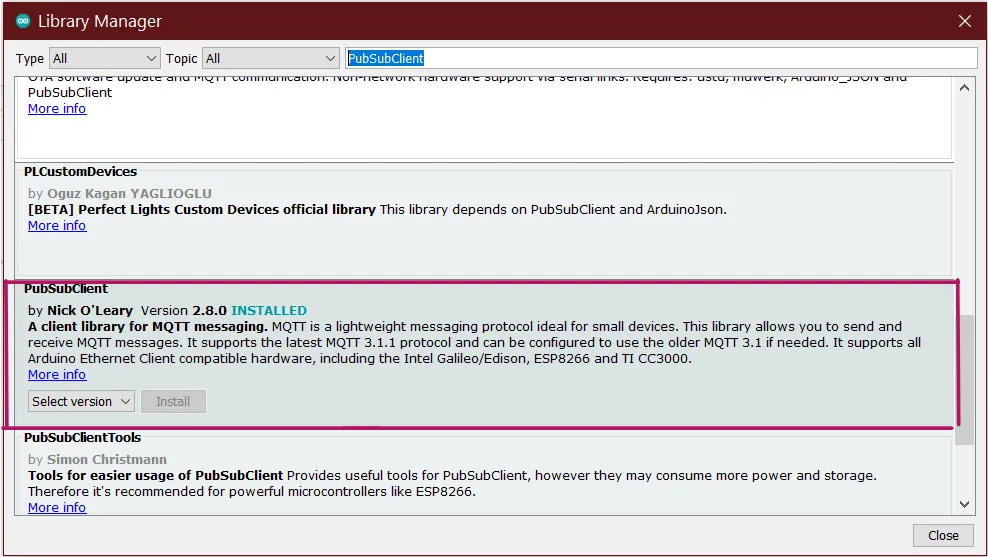 Library Manager
Type All Topic All PubSubClient
OTA software update and MQTT communication. Non-network hardware support via serial links. Requires: ustd, muwerk, Arduino_JSON and
PubSubClient
More info
PLCustomDevices
by Oguz Kagan YAGLIOGLU
[BETA] Perfect Lights Custom Devices official library This library depends on PubSubClient and ArduinoJson.
More info
PubSubClient
by Nick O'Leary Version 2.8.0 INSTALLED
A client library for MQTT messaging. MQTT is a lightweight messaging protocol ideal for small devices. This library allows you to send and
receive MQTT messages. It supports the latest MQTT 3.1.1 protocol and can be configured to use the older MQTT 3.1 if needed. It supports all
Arduino Ethernet Client compatible hardware, including the Intel Galileo/Edison, ESP8266 and TI CC3000.
More info
Select version Install
PubSubClientTools
by Simon Christmann
Tools for easier usage of PubSubClient Provides useful tools for PubSubClient, however they may consume more power and storage.
Therefore it's recommended for powerful microcontrollers like ESP8266.
More info
Close